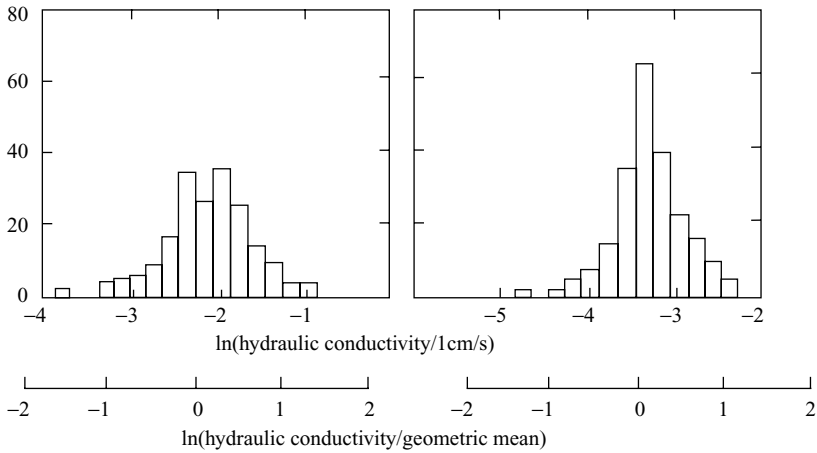 80
60
40
20
0
−4 −3 −2 −1 −5 −4 −3 −2
ln(hydraulic conductivity/1cm/s)
−2 −1 0 1 2 −2 −1 0 1 2
ln(hydraulic conductivity/geometric mean)